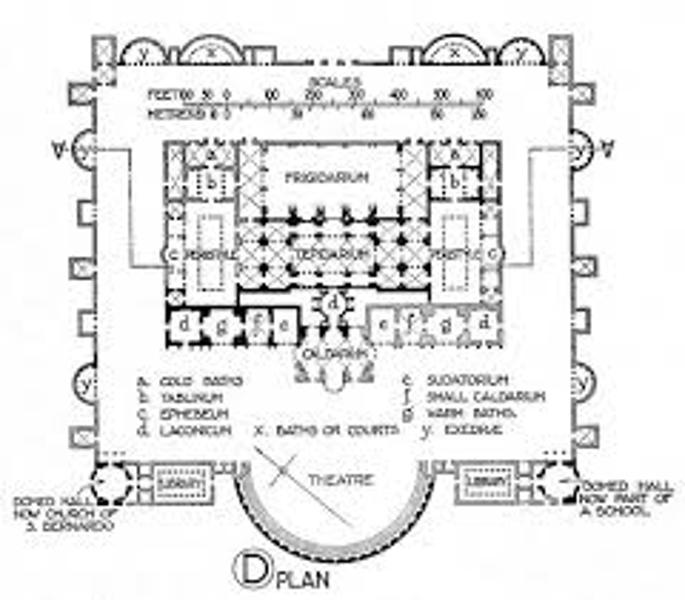 y x x y
SCALES
FEET 100 50 0 100 200 300 400 500 600
METRES 10 0 50 100 150
A y y A
a a
b FRIGIDARIUM b
c PERISTYLE TEPIDARIUM PERISTYLE c
d
d g f e e f g d
CALDARIUM
y y
a. COLD BATHS e SUDATORIUM
b TABLINUM f SMALL CALDARIUM
c EPHEBEUM g WARM BATHS.
d LACONICUM x. BATHS OR COURTS y. EXEDRÆ
LIBRARY THEATRE LIBRARY
DOMED HALL DOMED HALL
NOW CHURCH OF NOW PART OF
S. BERNARDO A SCHOOL.
D PLAN